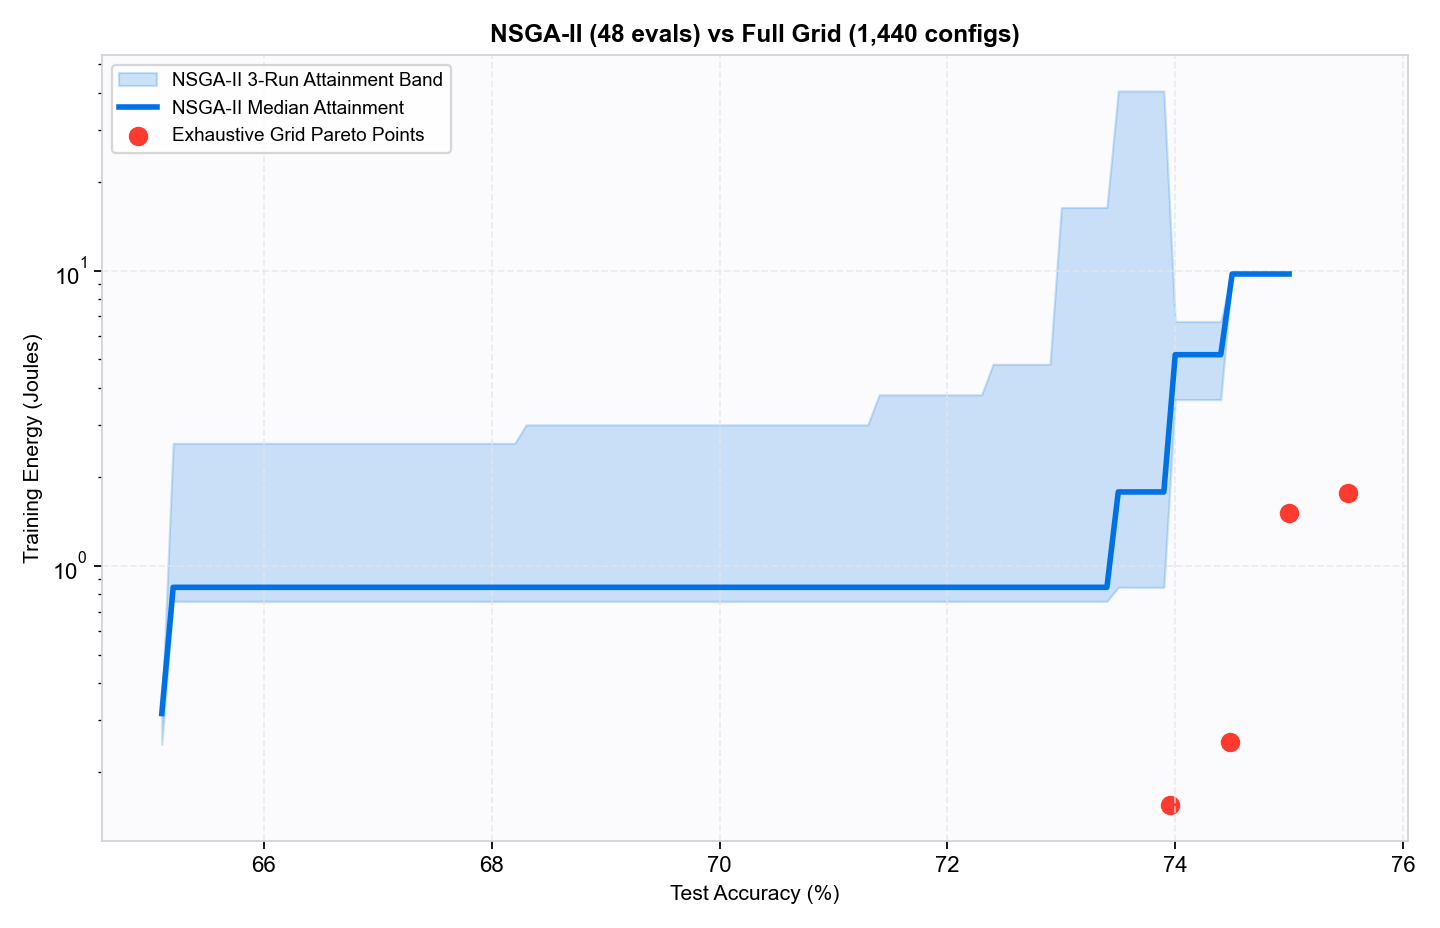 NSGA-II (48 evals) vs Full Grid (1,440 configs)
NSGA-II 3-Run Attainment Band
NSGA-II Median Attainment
Exhaustive Grid Pareto Points
Training Energy (Joules)
10^1
10^0
66 68 70 72 74 76
Test Accuracy (%)